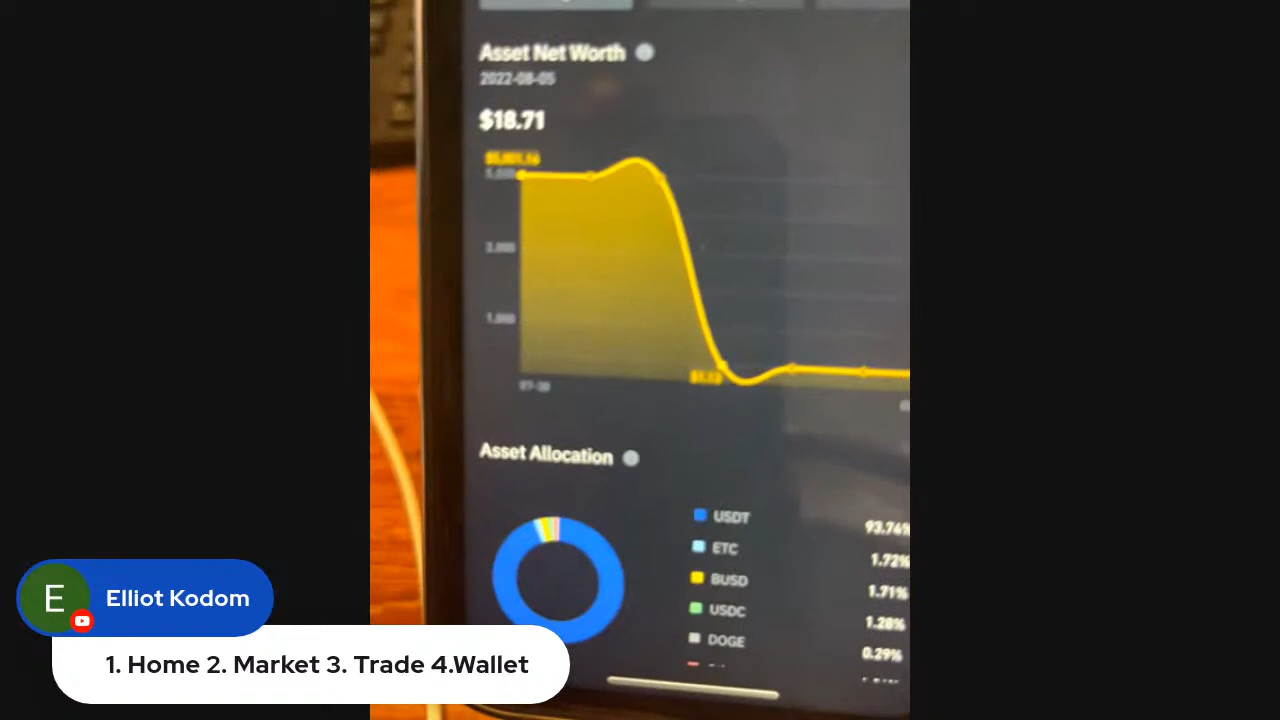 Asset Net Worth
2022-08-05
$18.71
Asset Allocation
USDT 93.74%
ETC 1.72%
BUSD 1.71%
USDC 1.28%
DOGE 0.29%
E
Elliot Kodom
1. Home 2. Market 3. Trade 4.Wallet